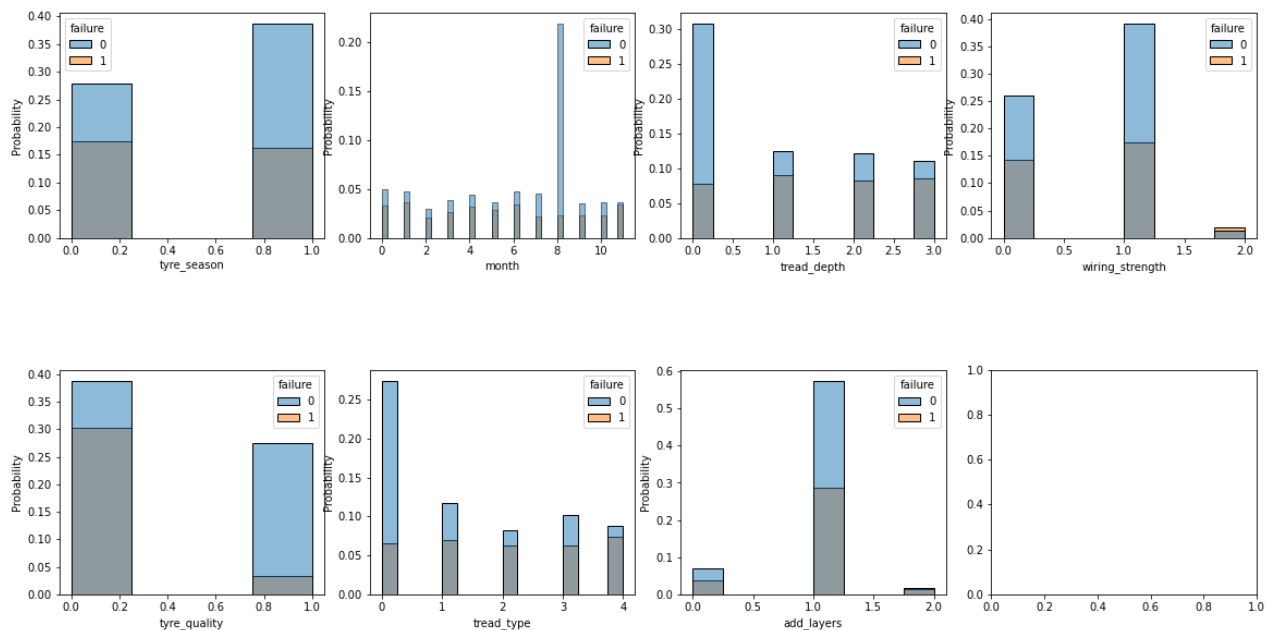 failure
0
1
Probability
0.40
0.35
0.30
0.25
0.20
0.15
0.10
0.05
0.00
0.0 0.2 0.4 0.6 0.8 1.0
tyre_season
failure
0
1
Probability
0.20
0.15
0.10
0.05
0.00
0 2 4 6 8 10
month
failure
0
1
Probability
0.30
0.25
0.20
0.15
0.10
0.05
0.00
0.0 0.5 1.0 1.5 2.0 2.5 3.0
tread_depth
failure
0
1
Probability
0.40
0.35
0.30
0.25
0.20
0.15
0.10
0.05
0.00
0.0 0.5 1.0 1.5 2.0
wiring_strength
failure
0
1
Probability
0.40
0.35
0.30
0.25
0.20
0.15
0.10
0.05
0.00
0.0 0.2 0.4 0.6 0.8 1.0
tyre_quality
failure
0
1
Probability
0.25
0.20
0.15
0.10
0.05
0.00
0 1 2 3 4
tread_type
failure
0
1
Probability
0.6
0.5
0.4
0.3
0.2
0.1
0.0
0.0 0.5 1.0 1.5 2.0
add_layers
1.0
0.8
0.6
0.4
0.2
0.0
0.0 0.2 0.4 0.6 0.8 1.0